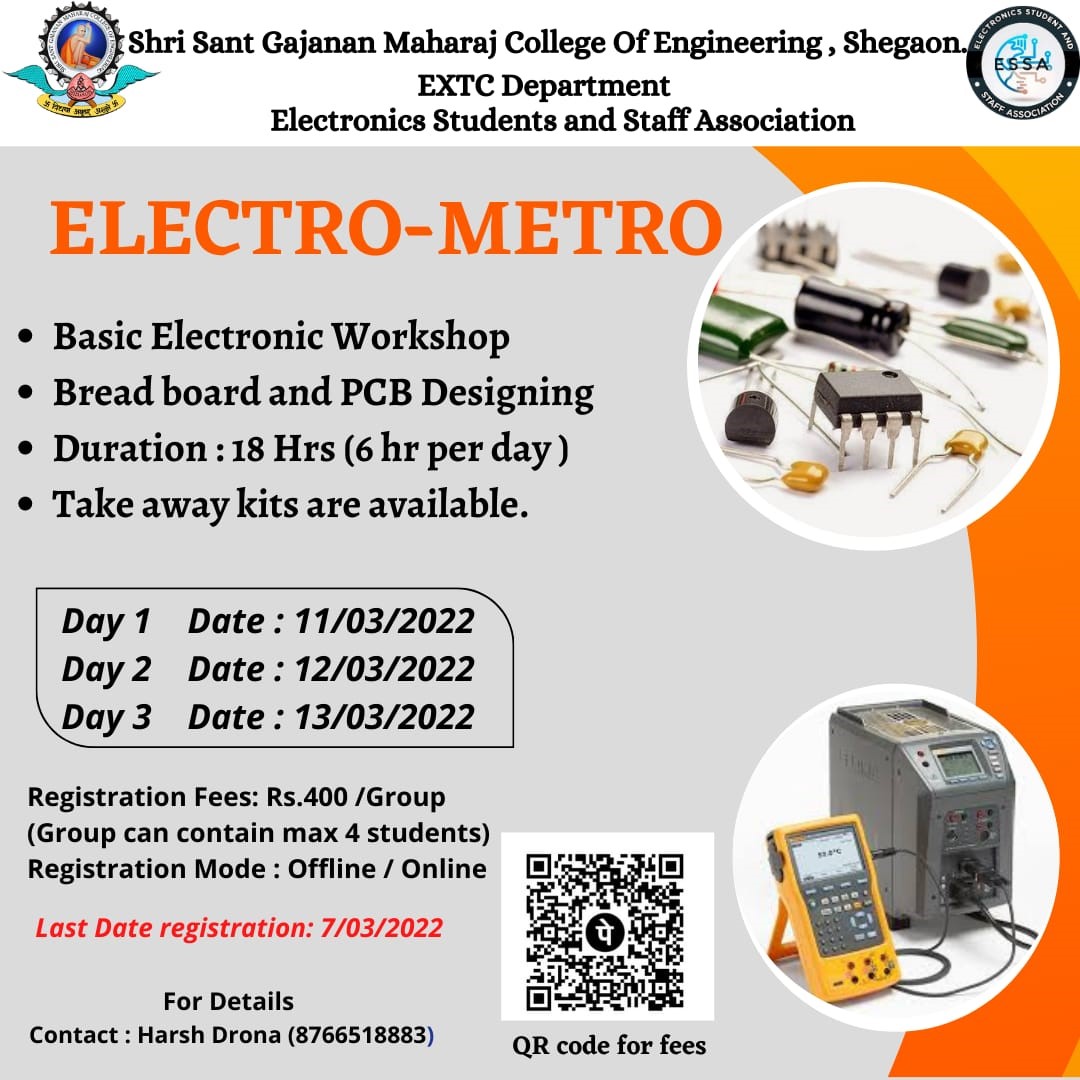 Shri Sant Gajanan Maharaj College Of Engineering , Shegaon.
EXTC Department
Electronics Students and Staff Association
ELECTRONICS STUDENT AND
ESSA
STAFF ASSOCIATION
ELECTRO-METRO
• Basic Electronic Workshop
• Bread board and PCB Designing
• Duration : 18 Hrs (6 hr per day )
• Take away kits are available.
Day 1 Date : 11/03/2022
Day 2 Date : 12/03/2022
Day 3 Date : 13/03/2022
Registration Fees: Rs.400 /Group
(Group can contain max 4 students)
Registration Mode : Offline / Online
Last Date registration: 7/03/2022
For Details
Contact : Harsh Drona (8766518883)
पे
QR code for fees